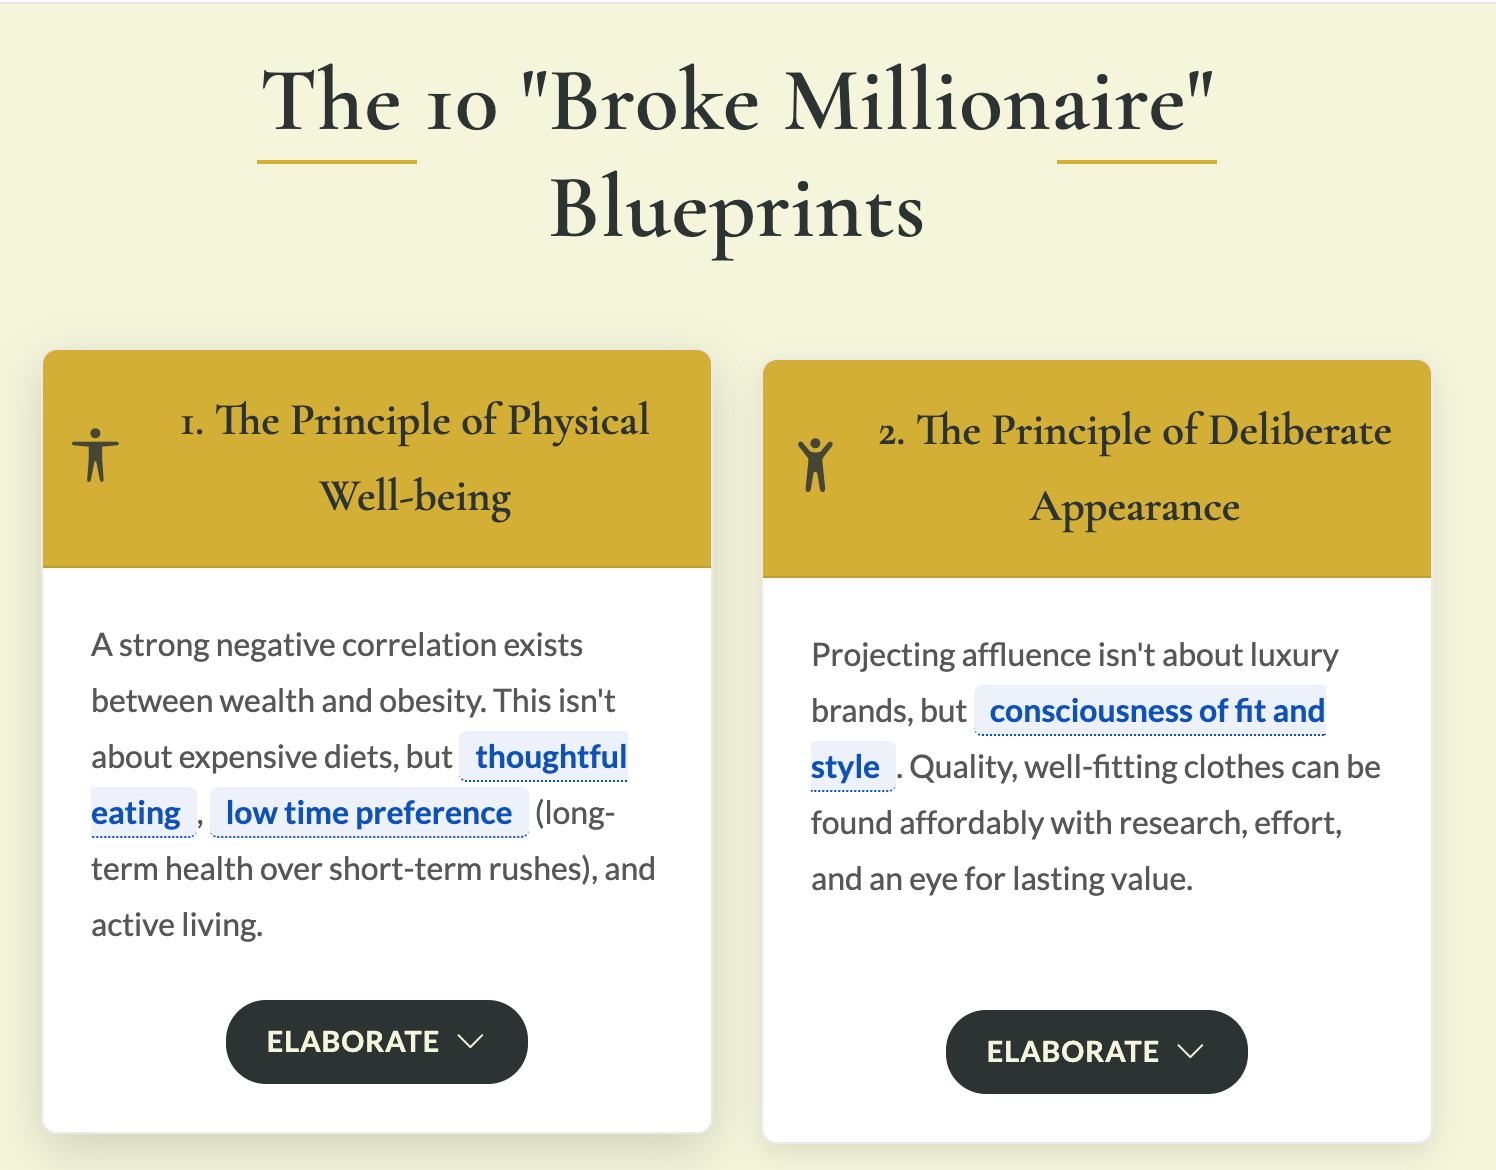 The 10 "Broke Millionaire"
Blueprints
1. The Principle of Physical
Well-being
A strong negative correlation exists
between wealth and obesity. This isn't
about expensive diets, but thoughtful
eating , low time preference (long-
term health over short-term rushes), and
active living.
ELABORATE
2. The Principle of Deliberate
Appearance
Projecting affluence isn't about luxury
brands, but consciousness of fit and
style . Quality, well-fitting clothes can be
found affordably with research, effort,
and an eye for lasting value.
ELABORATE